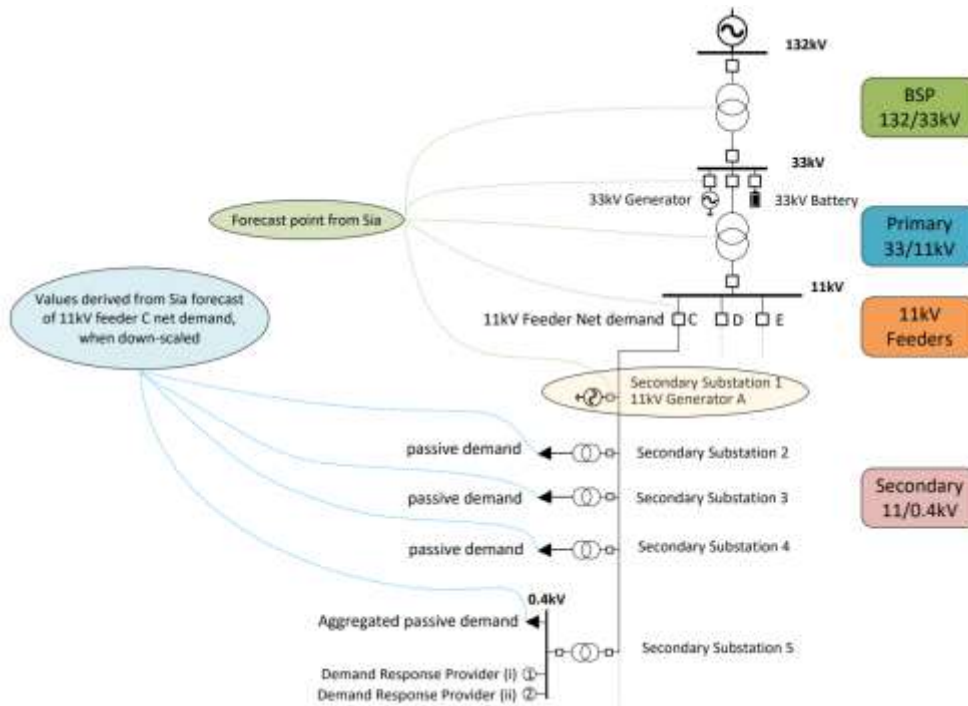 132kV
BSP
132/33kV
33kV
33kV Generator
33kV Battery
Forecast point from Sia
Primary
33/11kV
11kV
Values derived from Sia forecast
of 11kV feeder C net demand,
when down-scaled
11kV Feeder Net demand
C
D
E
11kV
Feeders
Secondary Substation 1
11kV Generator A
passive demand
Secondary Substation 2
passive demand
Secondary Substation 3
Secondary
11/0.4kV
passive demand
Secondary Substation 4
0.4kV
Aggregated passive demand
Secondary Substation 5
Demand Response Provider (i) ①
Demand Response Provider (ii) ②